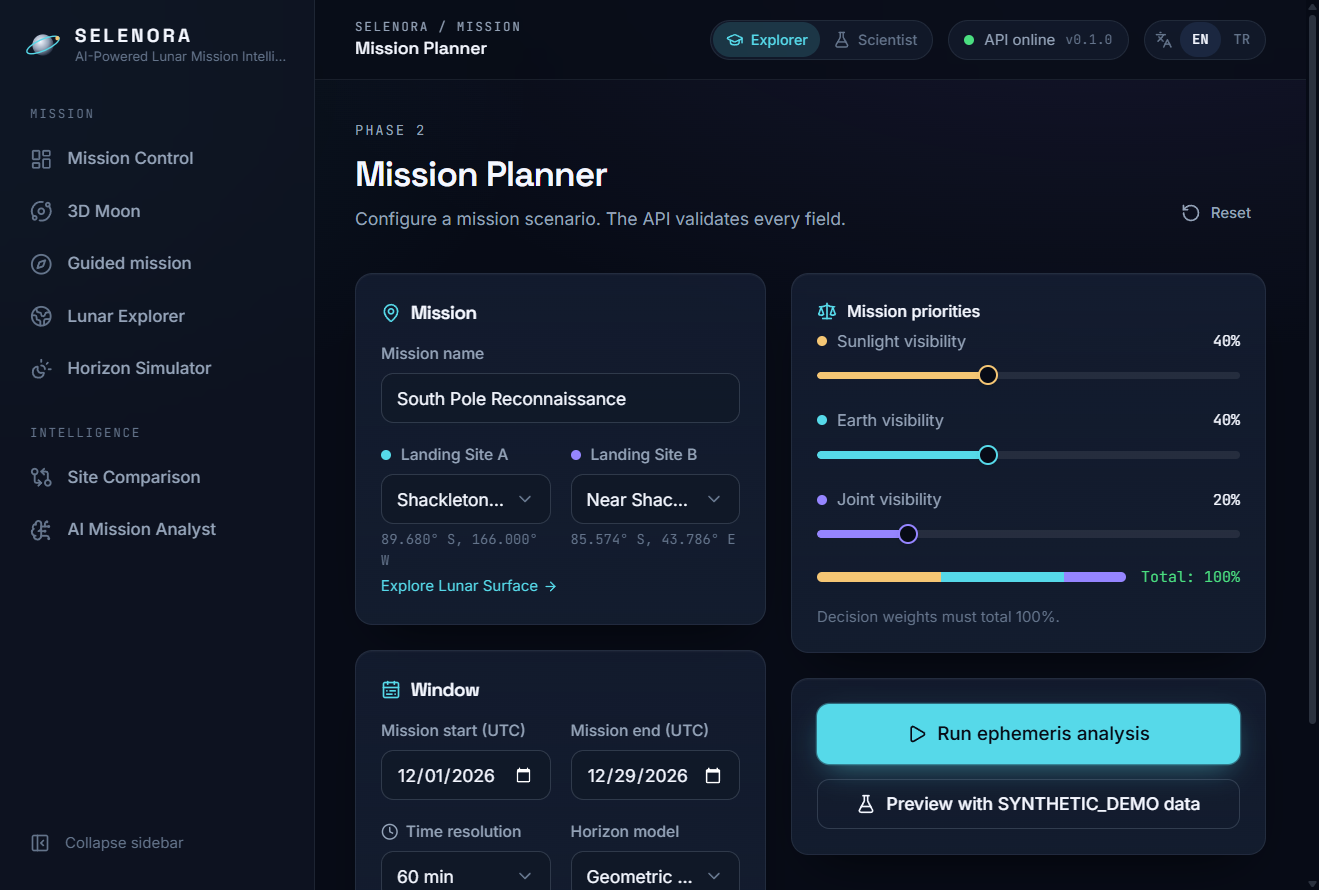 SELENORA
AI-Powered Lunar Mission Intelli...
MISSION
Mission Control
3D Moon
Guided mission
Lunar Explorer
Horizon Simulator
INTELLIGENCE
Site Comparison
AI Mission Analyst
Collapse sidebar
SELENORA / MISSION
Mission Planner
Explorer
Scientist
API online v0.1.0
EN
TR
PHASE 2
Mission Planner
Configure a mission scenario. The API validates every field.
Reset
Mission
Mission name
South Pole Reconnaissance
Landing Site A
Landing Site B
Shackleton...
Near Shac...
89.680° S, 166.000°
W
85.574° S, 43.786° E
Explore Lunar Surface →
Window
Mission start (UTC)
Mission end (UTC)
12/01/2026
12/29/2026
Time resolution
Horizon model
60 min
Geometric ...
Mission priorities
Sunlight visibility 40%
Earth visibility 40%
Joint visibility 20%
Total: 100%
Decision weights must total 100%.
Run ephemeris analysis
Preview with SYNTHETIC_DEMO data